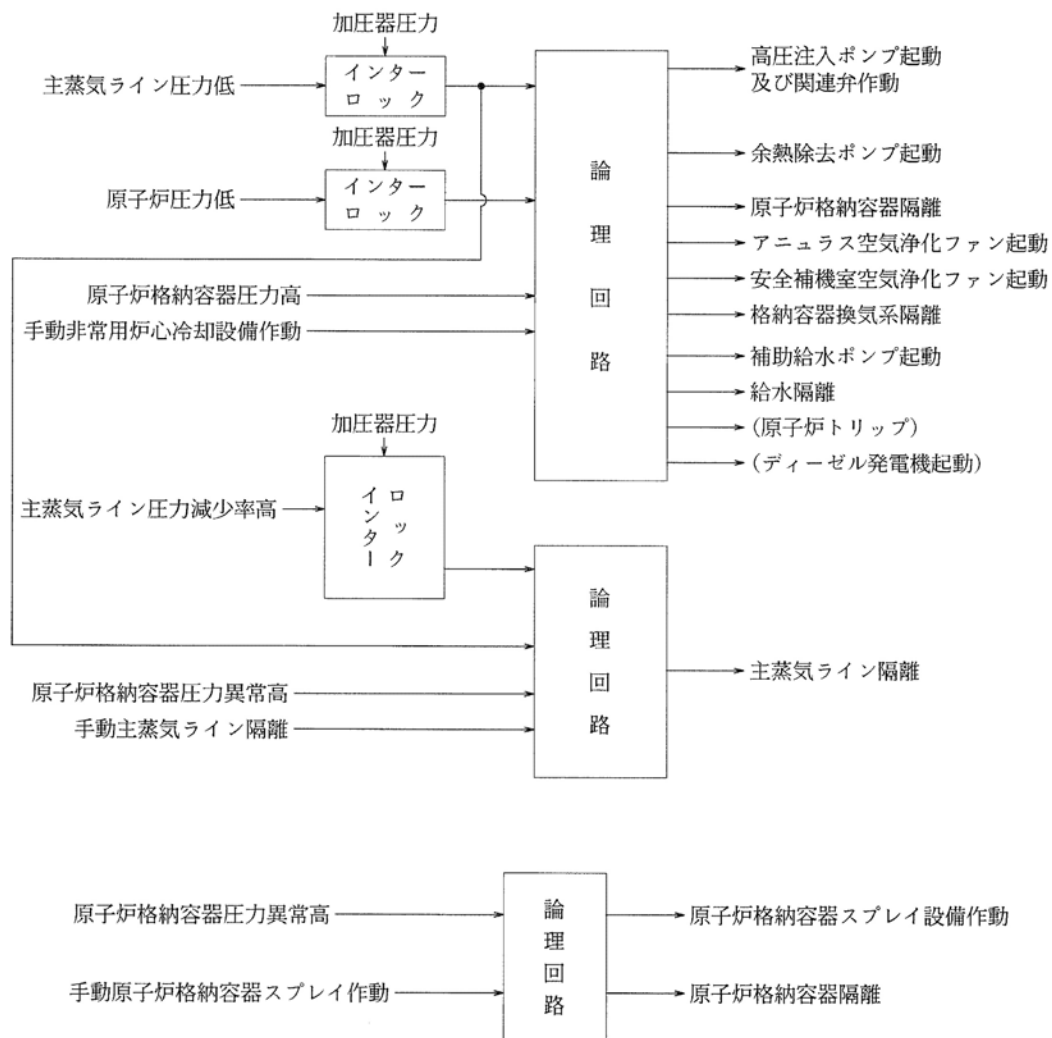 加圧器圧力
主蒸気ライン圧力低
インター
ロック
加圧器圧力
原子炉圧力低
インター
ロック
原子炉格納容器圧力高
手動非常用炉心冷却設備作動
論理回路
高圧注入ポンプ起動
及び関連弁作動
余熱除去ポンプ起動
原子炉格納容器隔離
アニュラス空気浄化ファン起動
安全補機室空気浄化ファン起動
格納容器換気系隔離
補助給水ポンプ起動
給水隔離
(原子炉トリップ)
(ディーゼル発電機起動)
加圧器圧力
主蒸気ライン圧力減少率高
インター
ロック
原子炉格納容器圧力異常高
手動主蒸気ライン隔離
論理回路
主蒸気ライン隔離
原子炉格納容器圧力異常高
手動原子炉格納容器スプレイ作動
論理回路
原子炉格納容器スプレイ設備作動
原子炉格納容器隔離